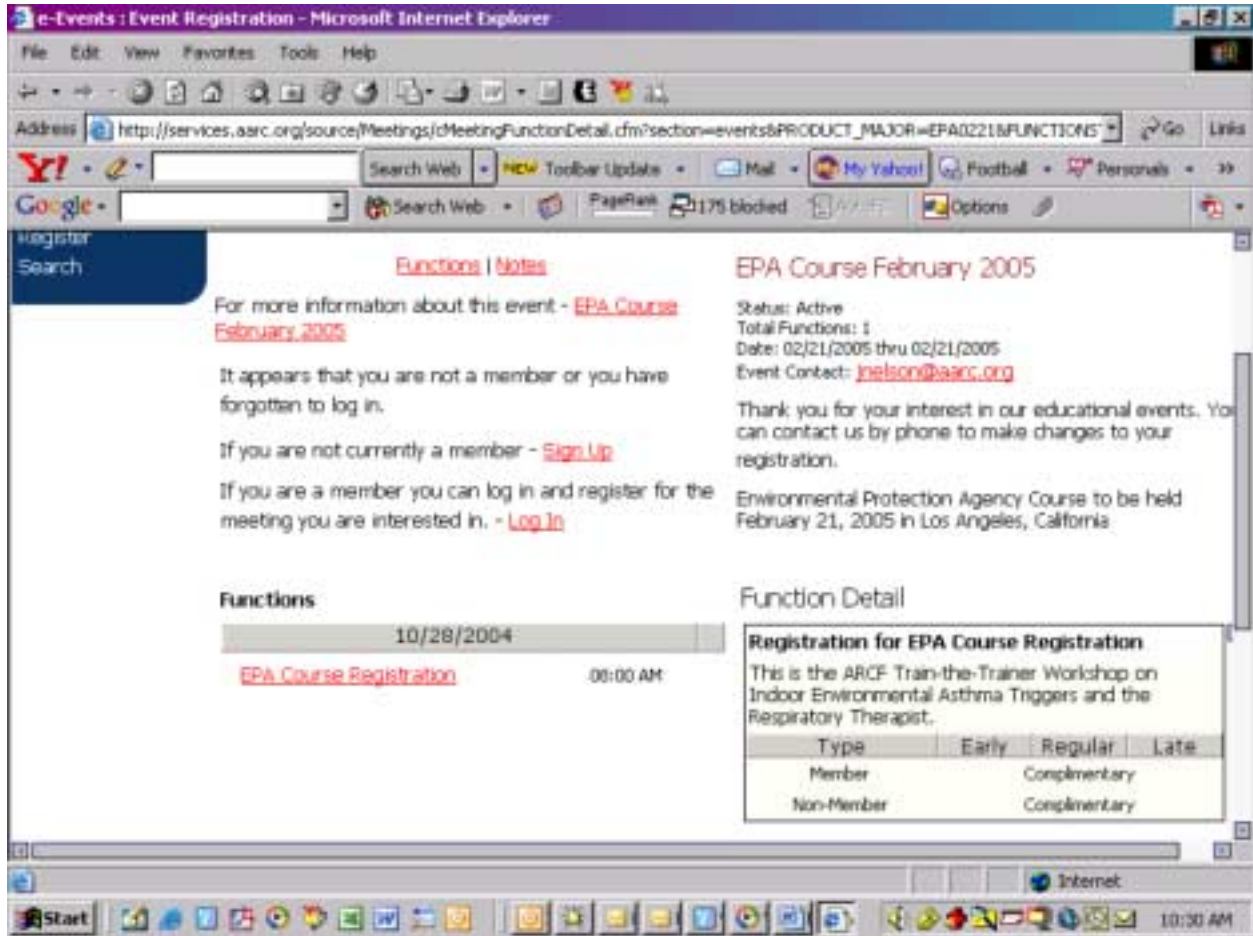 e-Events : Event Registration - Microsoft Internet Explorer
File Edit View Favorites Tools Help
Address http://services.aarc.org/source/Meetings/cMeetingFunctionDetail.cfm?section=events&PRODUCT_MAJOR=EPA0221&FUNCTIONS Go Links
Y! Search Web NEW Toolbar Update Mail My Yahoo! Football Personals
Google Search Web PageRank 175 blocked Options
Register
Search
Functions | Notes
For more information about this event - EPA Course
February 2005
It appears that you are not a member or you have
forgotten to log in.
If you are not currently a member - Sign Up
If you are a member you can log in and register for the
meeting you are interested in. - Log In
Functions
10/28/2004
EPA Course Registration 08:00 AM
EPA Course February 2005
Status: Active
Total Functions: 1
Date: 02/21/2005 thru 02/21/2005
Event Contact: jnelson@aarc.org
Thank you for your interest in our educational events. You
can contact us by phone to make changes to your
registration.
Environmental Protection Agency Course to be held
February 21, 2005 in Los Angeles, California
Function Detail
Registration for EPA Course Registration
This is the ARCF Train-the-Trainer Workshop on
Indoor Environmental Asthma Triggers and the
Respiratory Therapist.
Type Early Regular Late
Member Complimentary
Non-Member Complimentary
Internet
Start 10:30 AM